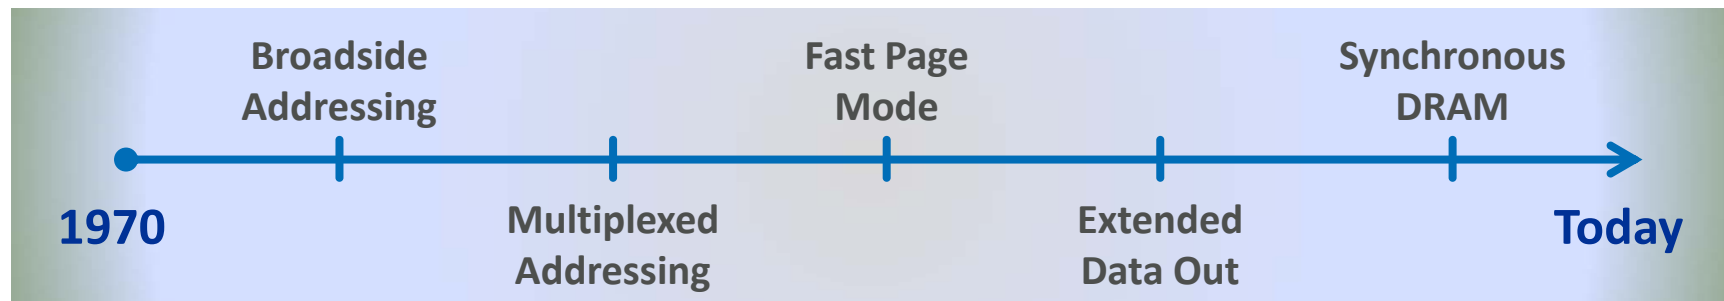 Broadside
Addressing
Fast Page
Mode
Synchronous
DRAM
1970
Multiplexed
Addressing
Extended
Data Out
Today